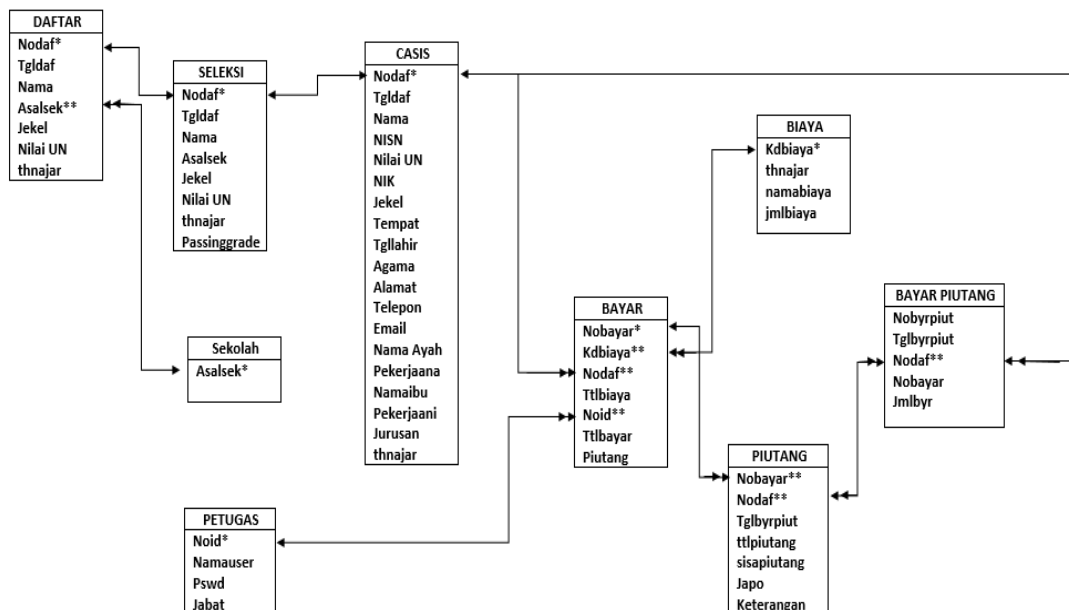 DAFTAR
Nodaf*
Tgldaf
Nama
Asalsek**
Jekel
Nilai UN
thnajar
SELEKSI
Nodaf*
Tgldaf
Nama
Asalsek
Jekel
Nilai UN
thnajar
Passinggrade
CASIS
Nodaf*
Tgldaf
Nama
NISN
Nilai UN
NIK
Jekel
Tempat
Tgllahir
Agama
Alamat
Telepon
Email
Nama Ayah
Pekerjaana
Namaibu
Pekerjaani
Jurusan
thnajar
Sekolah
Asalsek*
PETUGAS
Noid*
Namauser
Pswd
Jabat
BIAYA
Kdbiaya*
thnajar
namabiaya
jmlbiaya
BAYAR
Nobayar*
Kdbiaya**
Nodaf**
Ttlbiaya
Noid**
Ttlbayar
Piutang
BAYAR PIUTANG
Nobyrpiut
Tglbyrpiut
Nodaf**
Nobayar
Jmlbyr
PIUTANG
Nobayar**
Nodaf**
Tglbyrpiut
ttlpiutang
sisapiutang
Japo
Keterangan